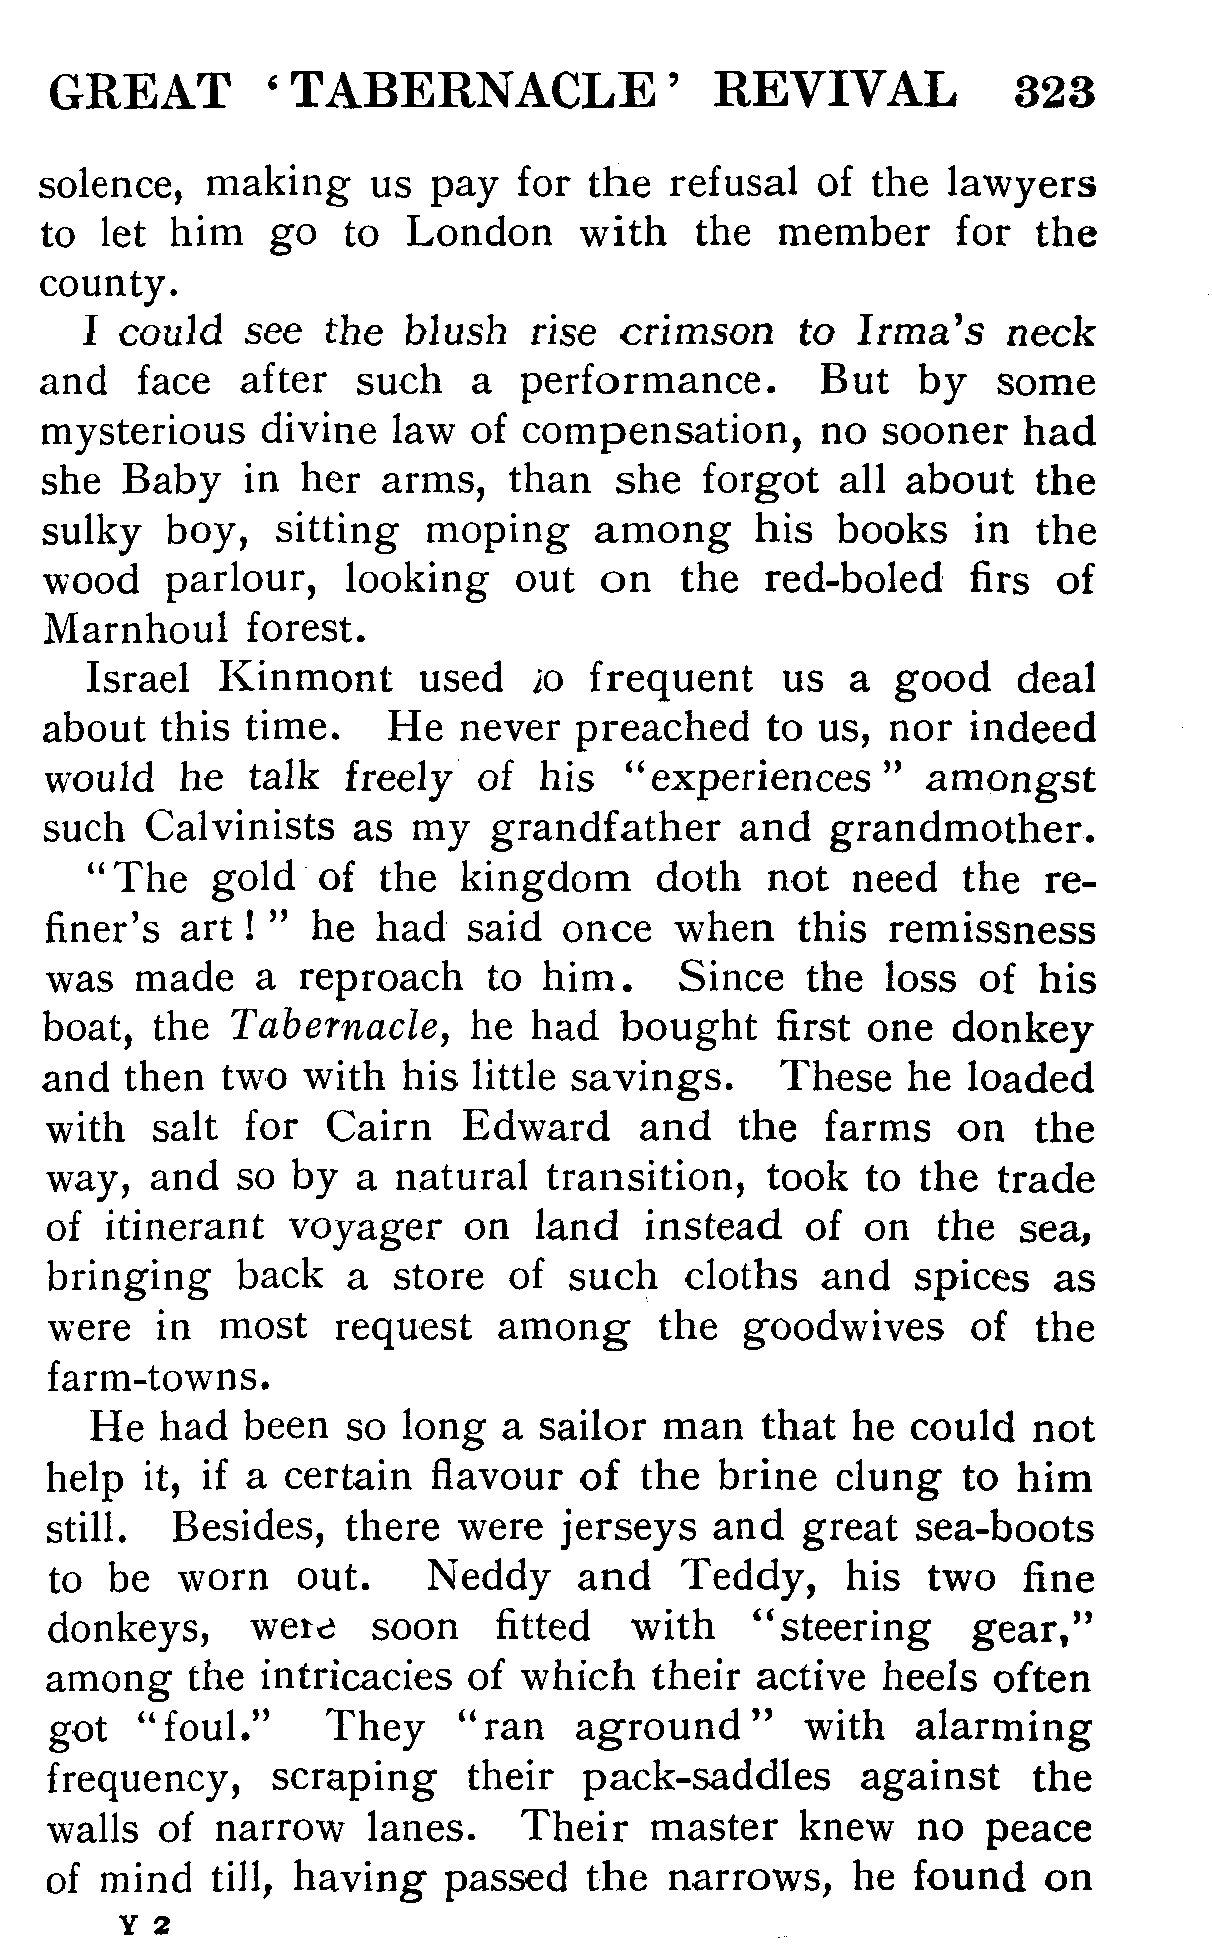 GREAT ‘TABERNACLE’ REVIVAL 323
solence, making us pay for the refusal of the lawyers
to let him go to London with the member for the
county.
I could see the blush rise crimson to Irma’s neck
and face after such a performance. But by some
mysterious divine law of compensation, no sooner had
she Baby in her arms, than she forgot all about the
sulky boy, sitting moping among his books in the
wood parlour, looking out on the red-boled firs of
Marnhoul forest.
Israel Kinmont used to frequent us a good deal
about this time. He never preached to us, nor indeed
would he talk freely of his “experiences” amongst
such Calvinists as my grandfather and grandmother.
“The gold of the kingdom doth not need the re-
finer’s art!” he had said once when this remissness
was made a reproach to him. Since the loss of his
boat, the Tabernacle, he had bought first one donkey
and then two with his little savings. These he loaded
with salt for Cairn Edward and the farms on the
way, and so by a natural transition, took to the trade
of itinerant voyager on land instead of on the sea,
bringing back a store of such cloths and spices as
were in most request among the goodwives of the
farm-towns.
He had been so long a sailor man that he could not
help it, if a certain flavour of the brine clung to him
still. Besides, there were jerseys and great sea-boots
to be worn out. Neddy and Teddy, his two fine
donkeys, were soon fitted with “steering gear,”
among the intricacies of which their active heels often
got “foul.” They “ran aground” with alarming
frequency, scraping their pack-saddles against the
walls of narrow lanes. Their master knew no peace
of mind till, having passed the narrows, he found on
Y 2